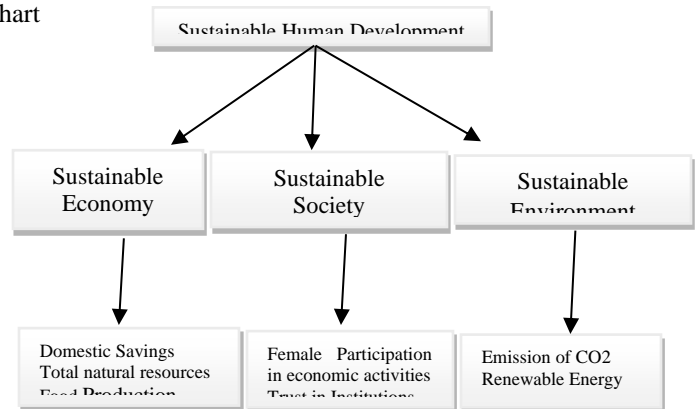 hart
Sustainable Human Development
Sustainable
Economy
Sustainable
Society
Sustainable
Environment
Domestic Savings
Total natural resources
Food Production
Female Participation
in economic activities
Trust in Institutions
Emission of CO2
Renewable Energy